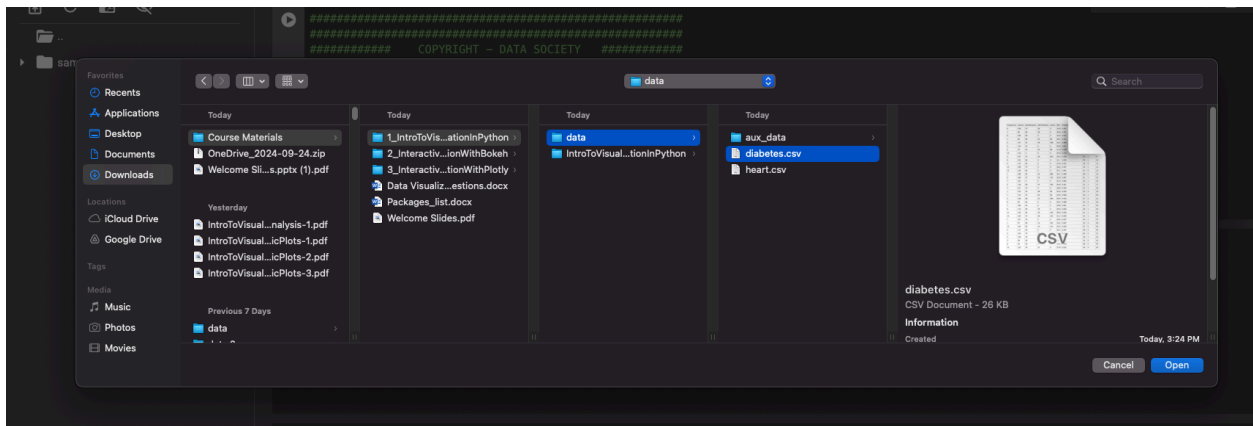 ############################################################
############################################################
############ COPYRIGHT – DATA SOCIETY ############
..
sam
Favorites
Recents
Applications
Desktop
Documents
Downloads
Locations
iCloud Drive
Google Drive
Tags
Media
Music
Photos
Movies
data
Search
Today
Course Materials
OneDrive_2024-09-24.zip
Welcome Sli...s.pptx (1).pdf
Yesterday
IntroToVisual...nalysis-1.pdf
IntroToVisual...icPlots-1.pdf
IntroToVisual...icPlots-2.pdf
IntroToVisual...icPlots-3.pdf
Previous 7 Days
data
Today
1_IntroToVis...ationInPython
2_Interactiv...ionWithBokeh
3_Interactiv...tionWithPlotly
Data Visualiz...estions.docx
Packages_list.docx
Welcome Slides.pdf
Today
data
IntroToVisual...tionInPython
Today
aux_data
diabetes.csv
heart.csv
CSV
diabetes.csv
CSV Document - 26 KB
Information
Created Today, 3:24 PM
Cancel
Open